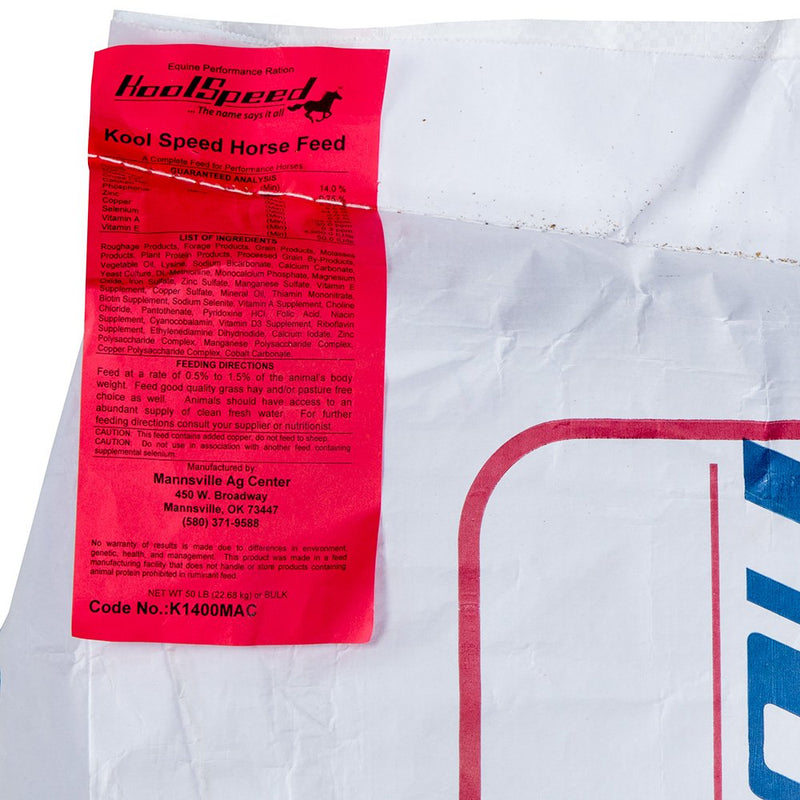 Equine Performance Ration
KoolSpeed
... The name says it all
Kool Speed Horse Feed
A Complete Feed for Performance Horses.
GUARANTEED ANALYSIS
(Min) 14.0 %
Phosphorus
Zinc
Copper
Selenium
Vitamin A (Min)
Vitamin E (Min)
LIST OF INGREDIENTS
Roughage Products, Forage Products, Grain Products, Molasses
Products, Plant Protein Products, Processed Grain By-Products,
Vegetable Oil, Lysine, Sodium Bicarbonate, Calcium Carbonate,
Yeast Culture, DL-Methionine, Monocalcium Phosphate, Magnesium
Oxide, Iron Sulfate, Zinc Sulfate, Manganese Sulfate, Vitamin E
Supplement, Copper Sulfate, Mineral Oil, Thiamin Mononitrate,
Biotin Supplement, Sodium Selenite, Vitamin A Supplement, Choline
Chloride, Pantothenate, Pyridoxine HCl, Folic Acid, Niacin
Supplement, Cyanocobalamin, Vitamin D3 Supplement, Riboflavin
Supplement, Ethylenediamine Dihydriodide, Calcium Iodate, Zinc
Polysaccharide Complex, Manganese Polysaccharide Complex,
Copper Polysaccharide Complex, Cobalt Carbonate.
FEEDING DIRECTIONS
Feed at a rate of 0.5% to 1.5% of the animal's body
weight. Feed good quality grass hay and/or pasture free
choice as well. Animals should have access to an
abundant supply of clean fresh water. For further
feeding directions consult your supplier or nutritionist.
CAUTION: This feed contains added copper, do not feed to sheep.
CAUTION: Do not use in association with another feed containing
supplemental selenium.
Manufactured by
Mannsville Ag Center
450 W. Broadway
Mannsville, OK 73447
(580) 371-9588
No warranty of results is made due to differences in environment,
genetic, health, and management. This product was made in a feed
manufacturing facility that does not handle or store products containing
animal protein prohibited in ruminant feed.
NET WT 50 LB (22.68 kg) or BULK
Code No.:K1400MAC